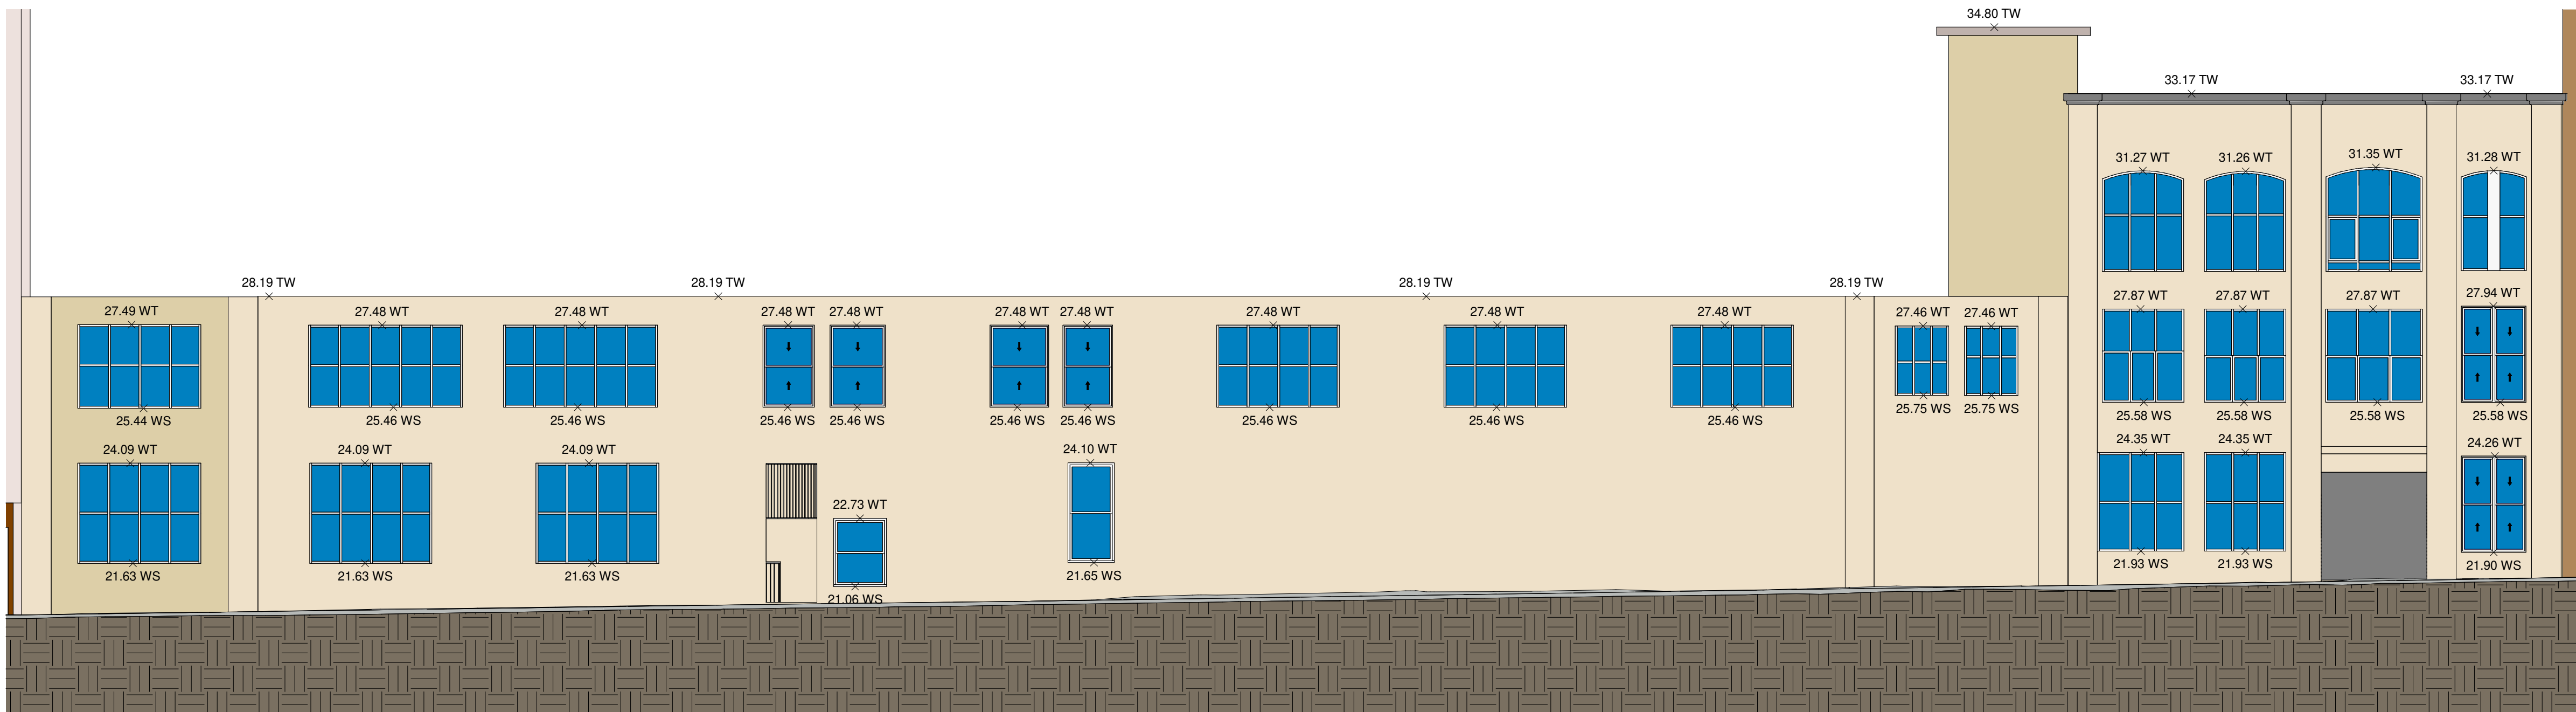 34.80 TW
33.17 TW
33.17 TW
31.27 WT
31.26 WT
31.35 WT
31.28 WT
28.19 TW
28.19 TW
28.19 TW
28.19 TW
27.49 WT
27.48 WT
27.48 WT
27.48 WT
27.48 WT
27.48 WT
27.48 WT
27.48 WT
27.48 WT
27.48 WT
27.46 WT
27.46 WT
27.87 WT
27.87 WT
27.87 WT
27.94 WT
25.44 WS
25.46 WS
25.46 WS
25.46 WS
25.46 WS
25.46 WS
25.46 WS
25.46 WS
25.46 WS
25.46 WS
25.75 WS
25.75 WS
25.58 WS
25.58 WS
25.58 WS
25.58 WS
24.09 WT
24.09 WT
24.09 WT
24.10 WT
24.35 WT
24.35 WT
24.26 WT
22.73 WT
21.63 WS
21.63 WS
21.63 WS
21.06 WS
21.65 WS
21.93 WS
21.93 WS
21.90 WS